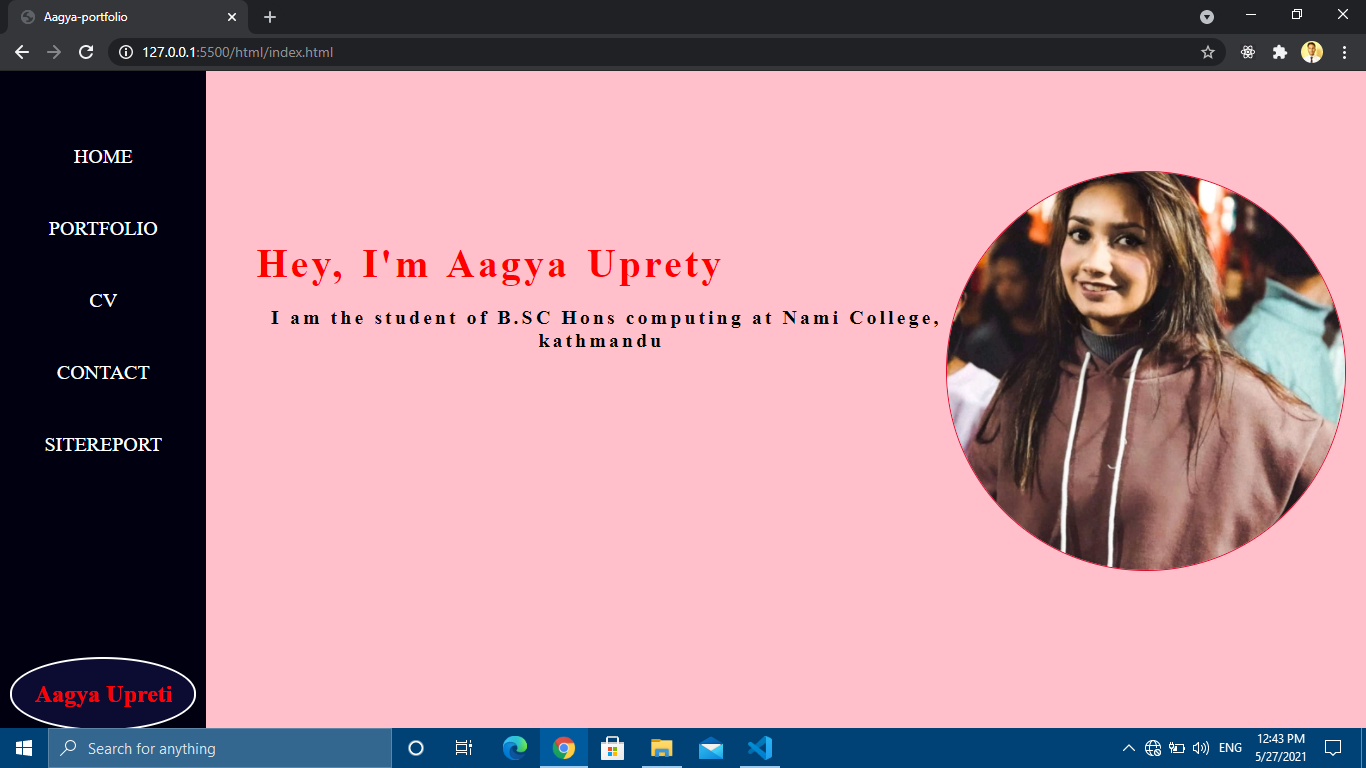 Aagya-portfolio
127.0.0.1:5500/html/index.html
HOME
PORTFOLIO
CV
CONTACT
SITEREPORT
Hey, I'm Aagya Uprety
I am the student of B.SC Hons computing at Nami College,
kathmandu
Aagya Upreti
Search for anything
ENG
12:43 PM
5/27/2021